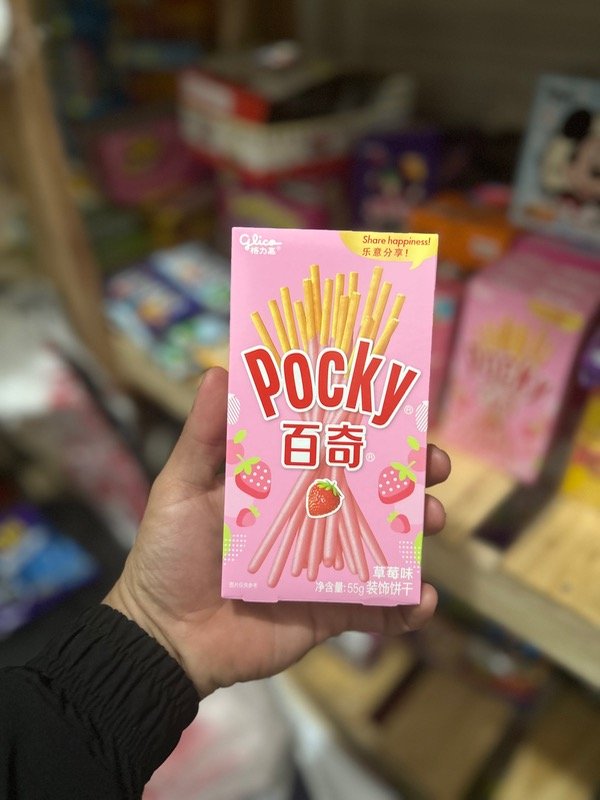 glico
格力高®
Share happiness!
乐意分享！
Pocky®
百奇®
草莓味
图片仅供参考
净含量:55g 装饰饼干